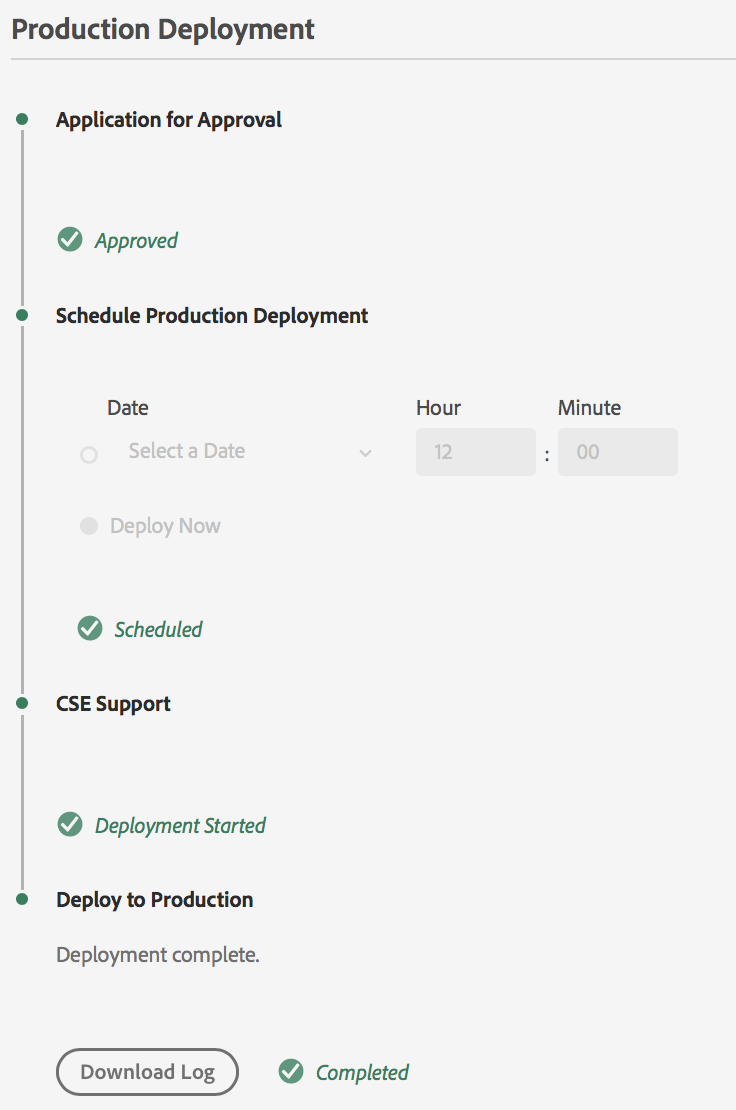 Production Deployment
Application for Approval
Approved
Schedule Production Deployment
Date Hour Minute
Select a Date 12 : 00
Deploy Now
Scheduled
CSE Support
Deployment Started
Deploy to Production
Deployment complete.
Download Log Completed